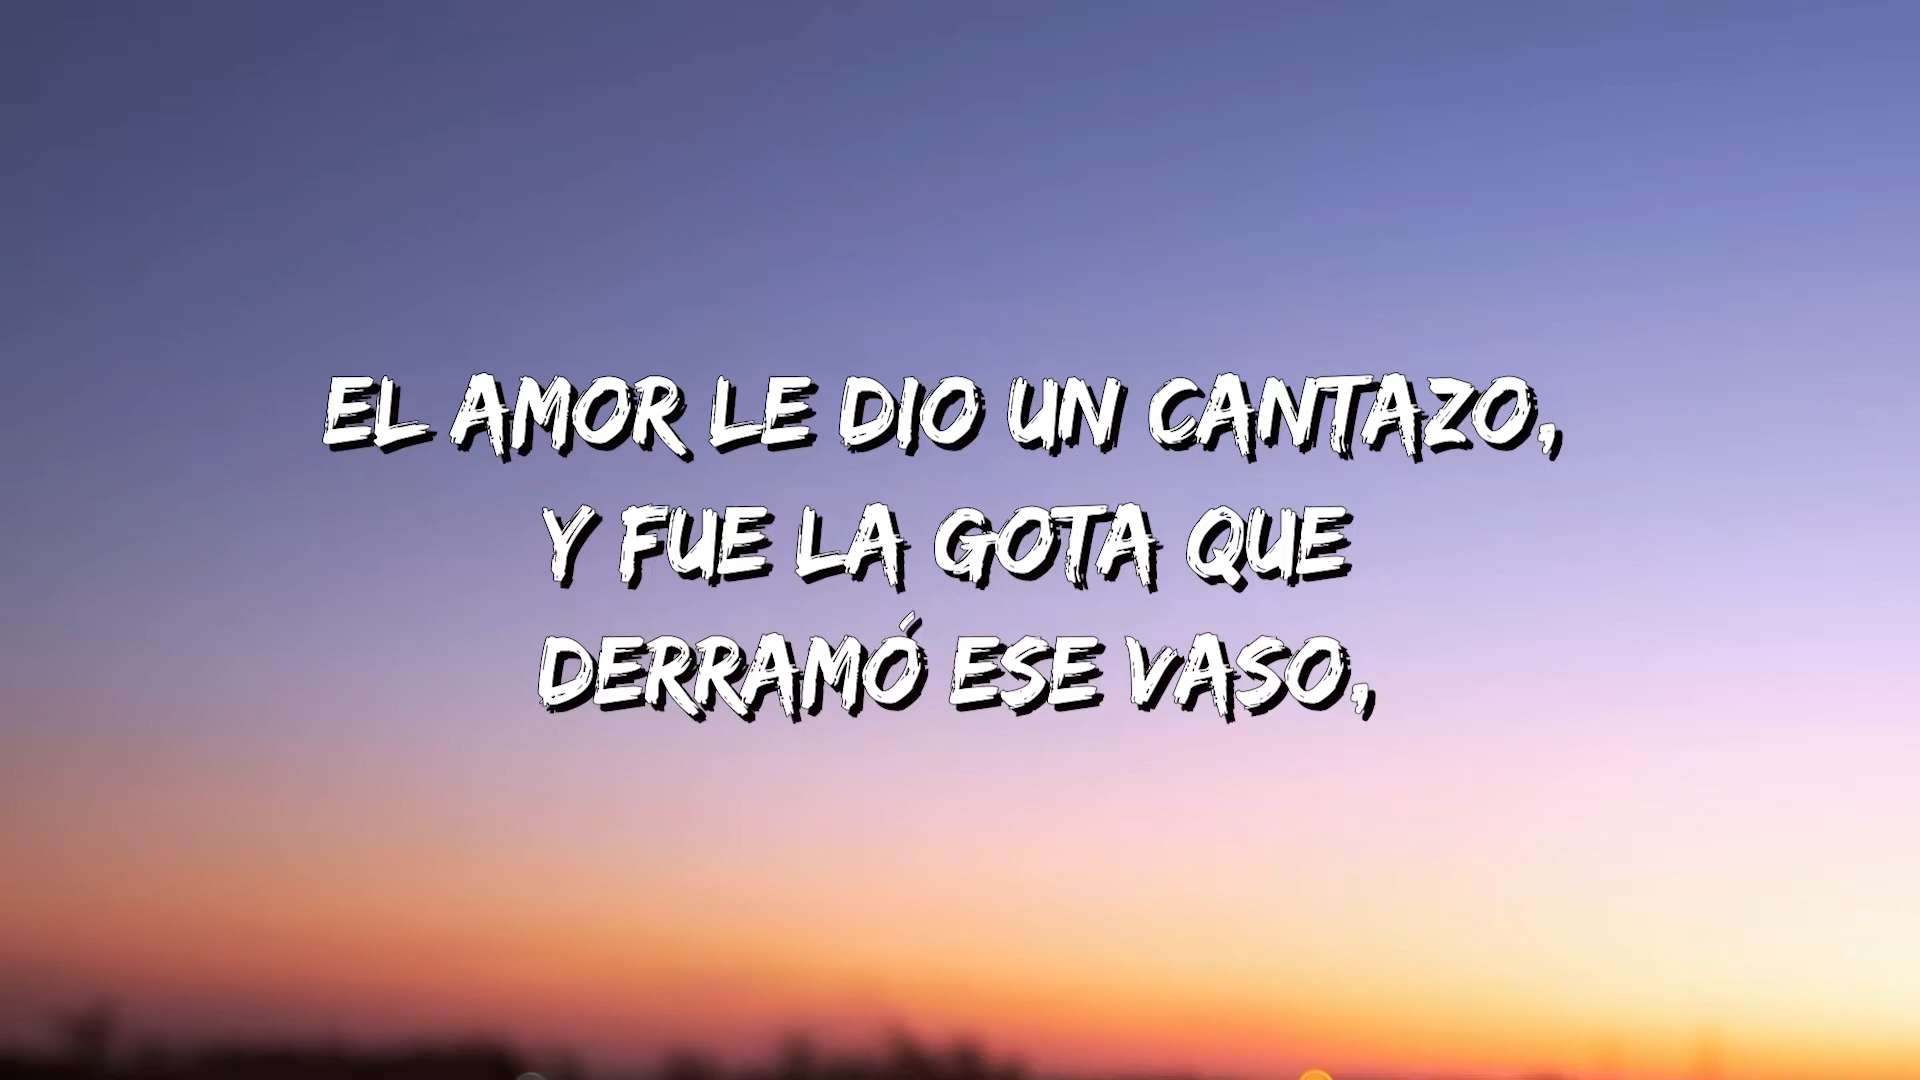 EL AMOR LE DIO UN CANTAZO,
Y FUE LA GOTA QUE
DERRAMÓ ESE VASO,